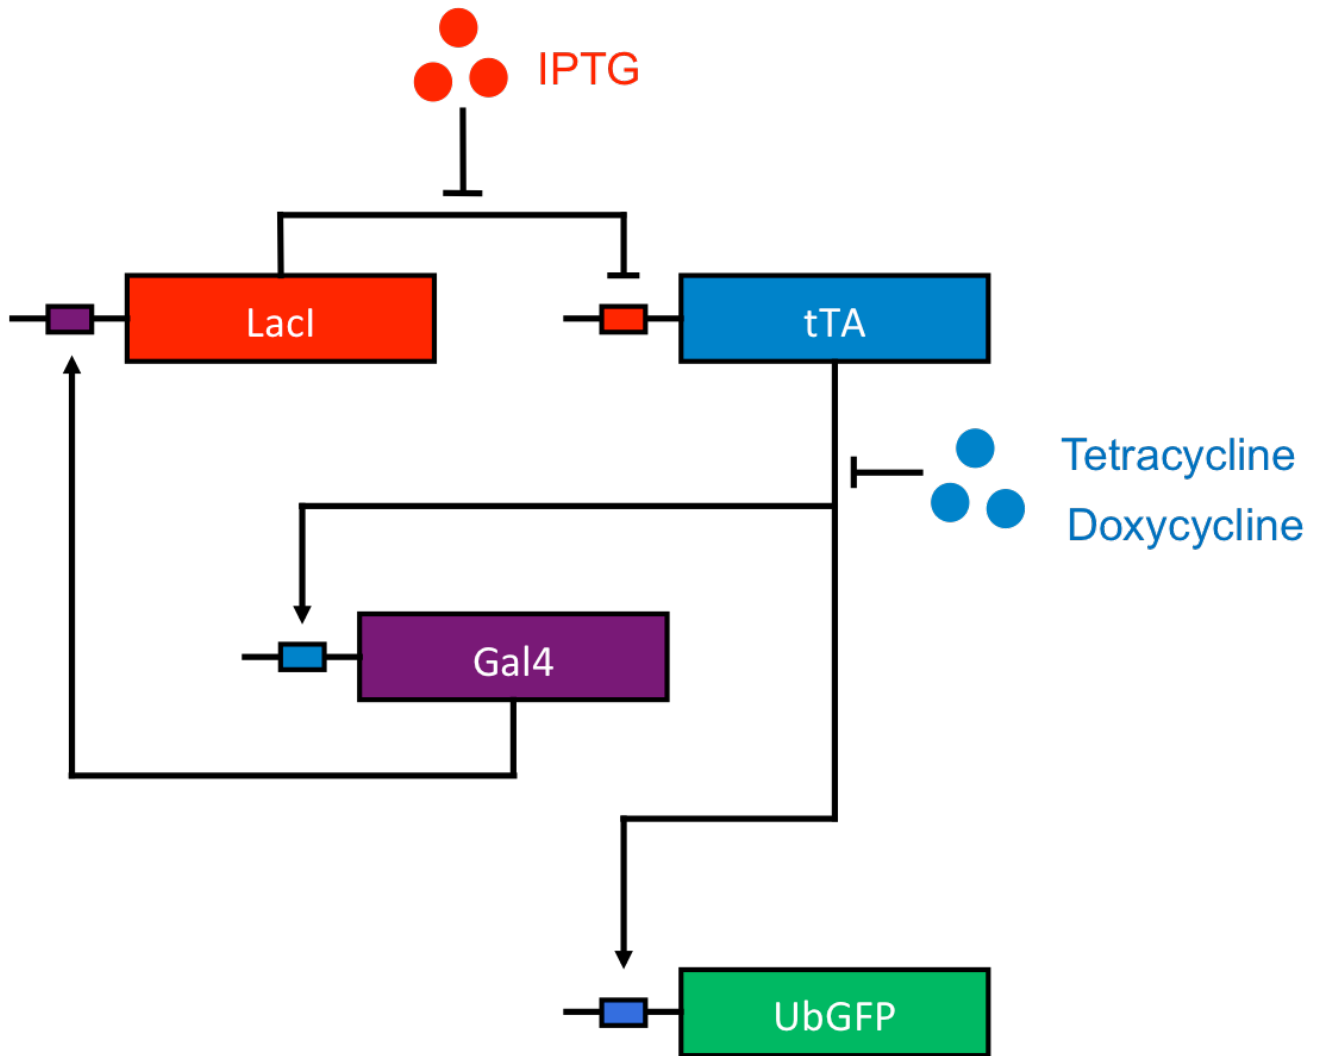 IPTG
LacI
tTA
Tetracycline
Doxycycline
Gal4
UbGFP